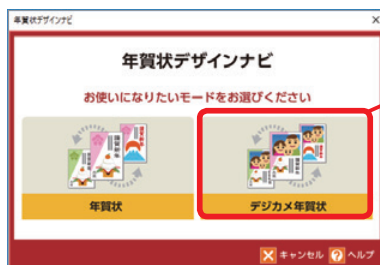 年賀状デザインナビ
年賀状デザインナビ
お使いになりたいモードをお選びください
年賀状
デジカメ年賀状
キャンセル ? ヘルプ